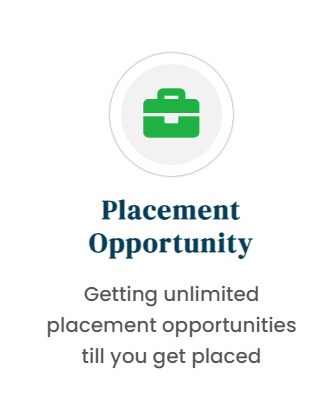 Placement
Opportunity
Getting unlimited
placement opportunities
till you get placed